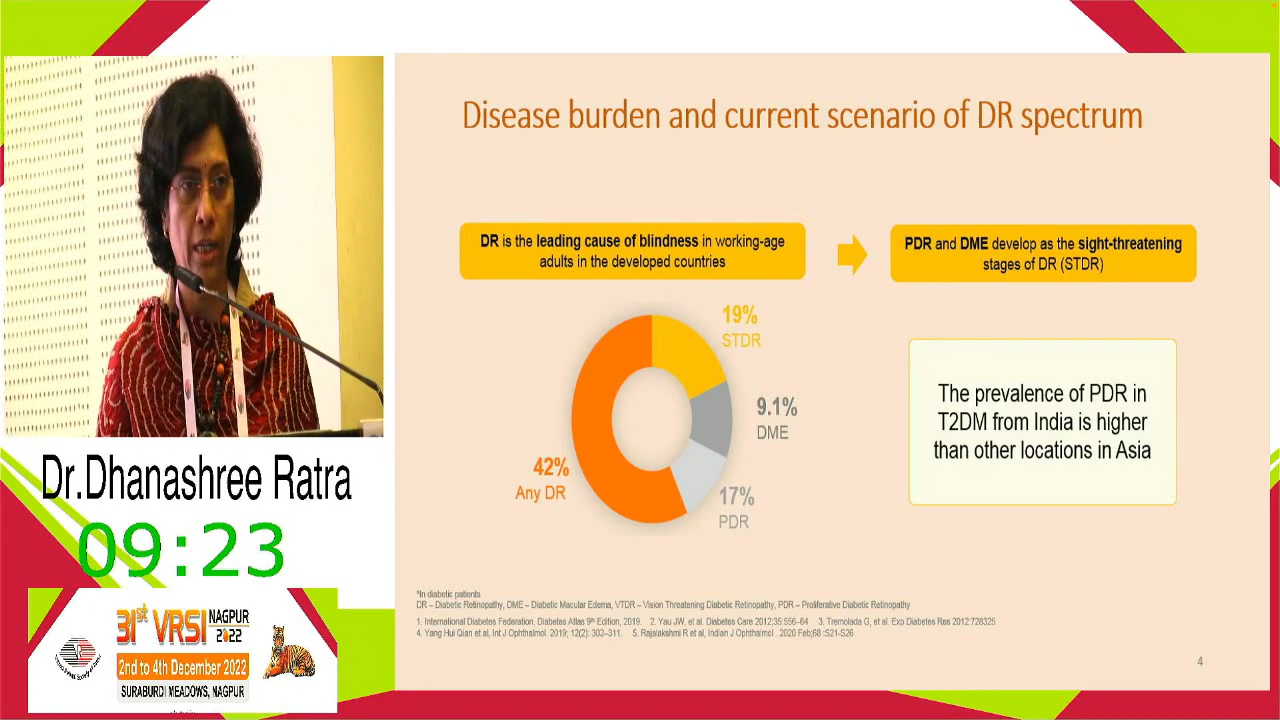 Disease burden and current scenario of DR spectrum
DR is the leading cause of blindness in working-age
adults in the developed countries
PDR and DME develop as the sight-threatening
stages of DR (STDR)
19%
STDR
9.1%
DME
42%
Any DR
17%
PDR
The prevalence of PDR in
T2DM from India is higher
than other locations in Asia
*In diabetic patients
DR – Diabetic Retinopathy, DME – Diabetic Macular Edema, VTDR – Vision Threatening Diabetic Retinopathy, PDR – Proliferative Diabetic Retinopathy
1. International Diabetes Federation. Diabetes Atlas 9th Edition, 2019. 2. Yau JW, et al. Diabetes Care 2012;35:556–64 3. Tremolada G, et al. Exp Diabetes Res 2012:728325
4. Yang Hui Qian et al, Int J Ophthalmol. 2019; 12(2): 302–311. 5. Rajalakshmi R et al, Indian J Ophthalmol . 2020 Feb;68 :S21-S26
4
Dr.Dhanashree Ratra
09:23
31st VRSI NAGPUR
2022
2nd to 4th December 2022
SURABURDI MEADOWS, NAGPUR